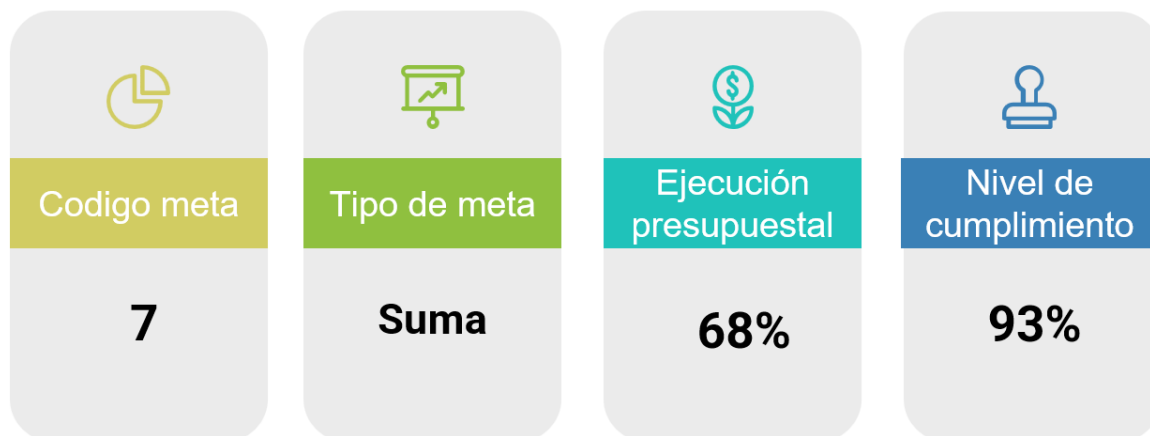 Codigo meta
7
Tipo de meta
Suma
Ejecución
presupuestal
68%
Nivel de
cumplimiento
93%